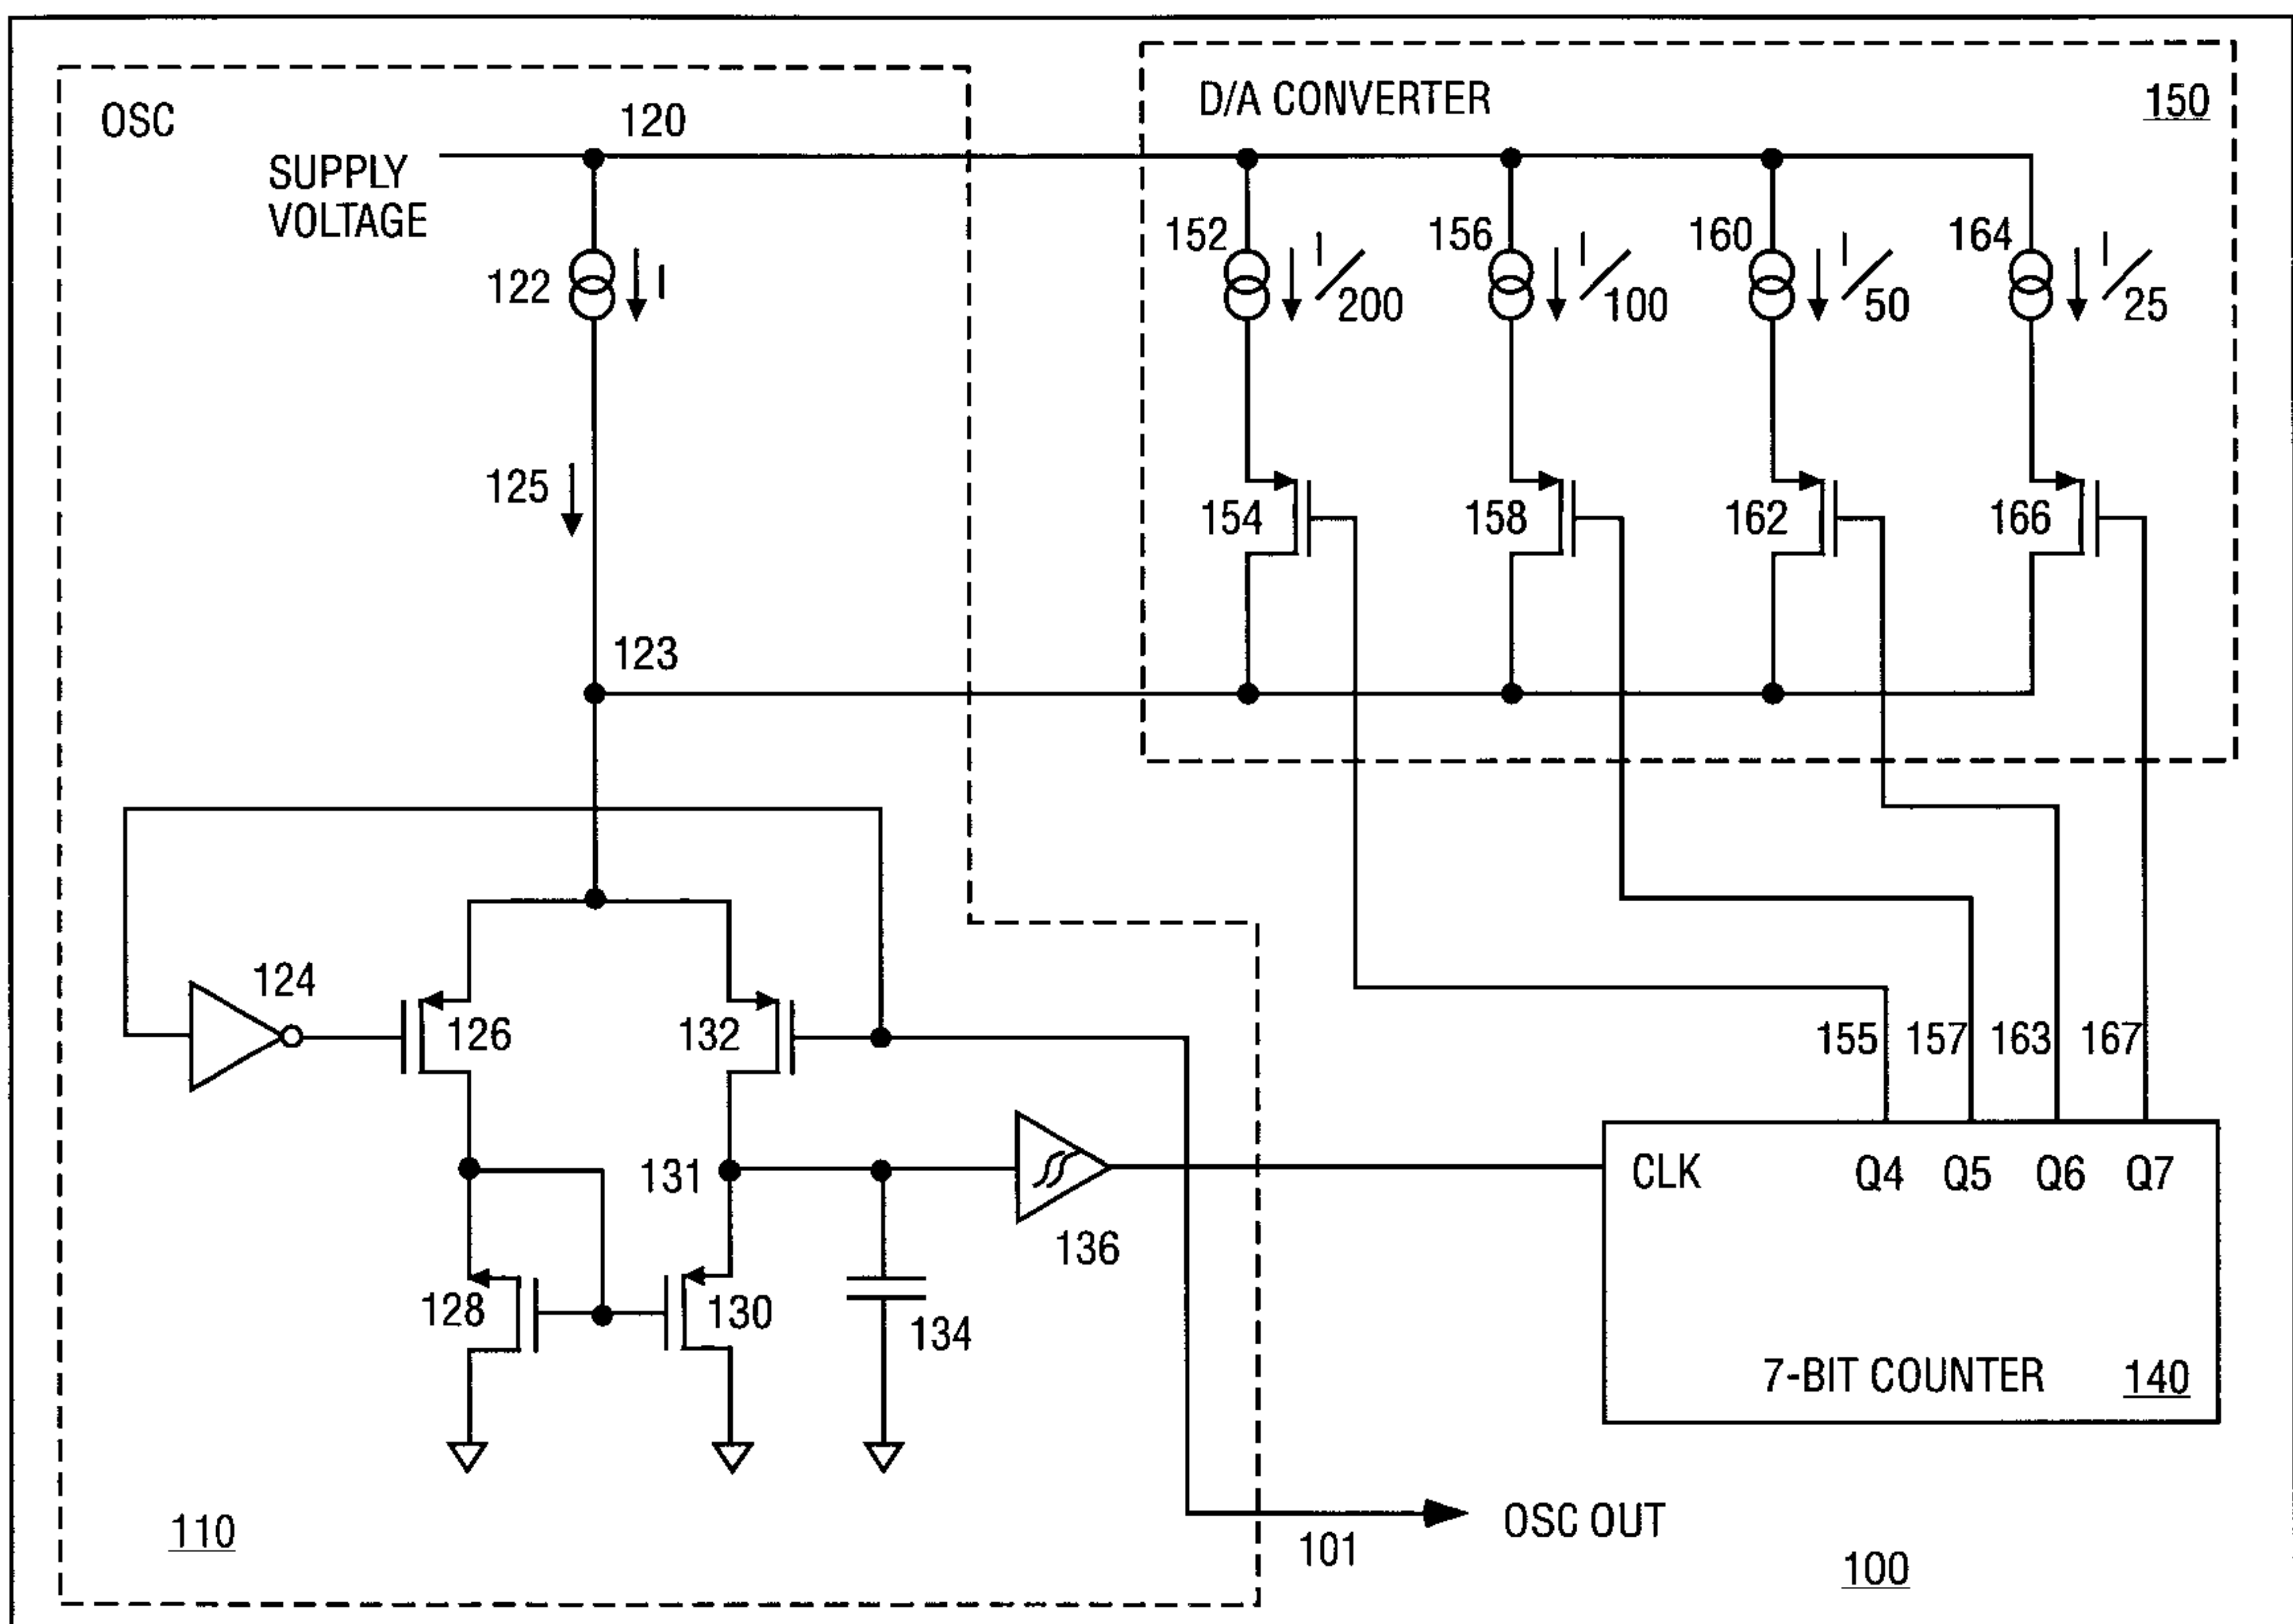 OSC
120
SUPPLY
VOLTAGE
122
I
125
123
D/A CONVERTER
150
152
I/200
156
I/100
160
I/50
164
I/25
154
158
162
166
124
126
132
155
157
163
167
131
136
CLK
Q4
Q5
Q6
Q7
128
130
134
7-BIT COUNTER
140
110
101
OSC OUT
100